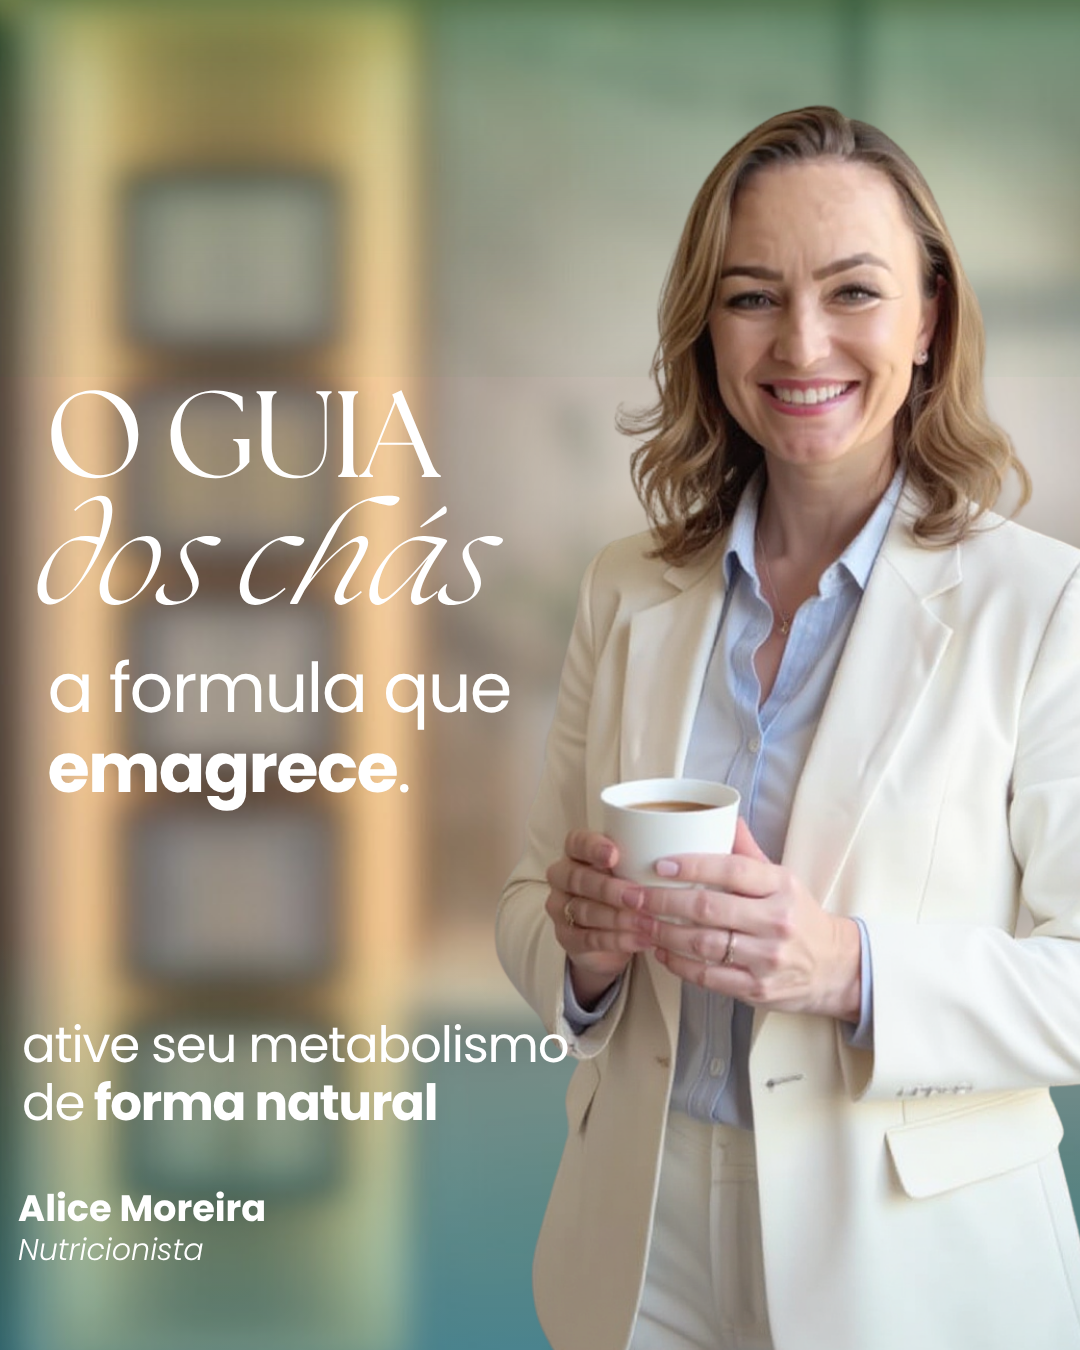 O GUIA
dos chás
a formula que
emagrece.
ative seu metabolismo
de forma natural
Alice Moreira
Nutricionista